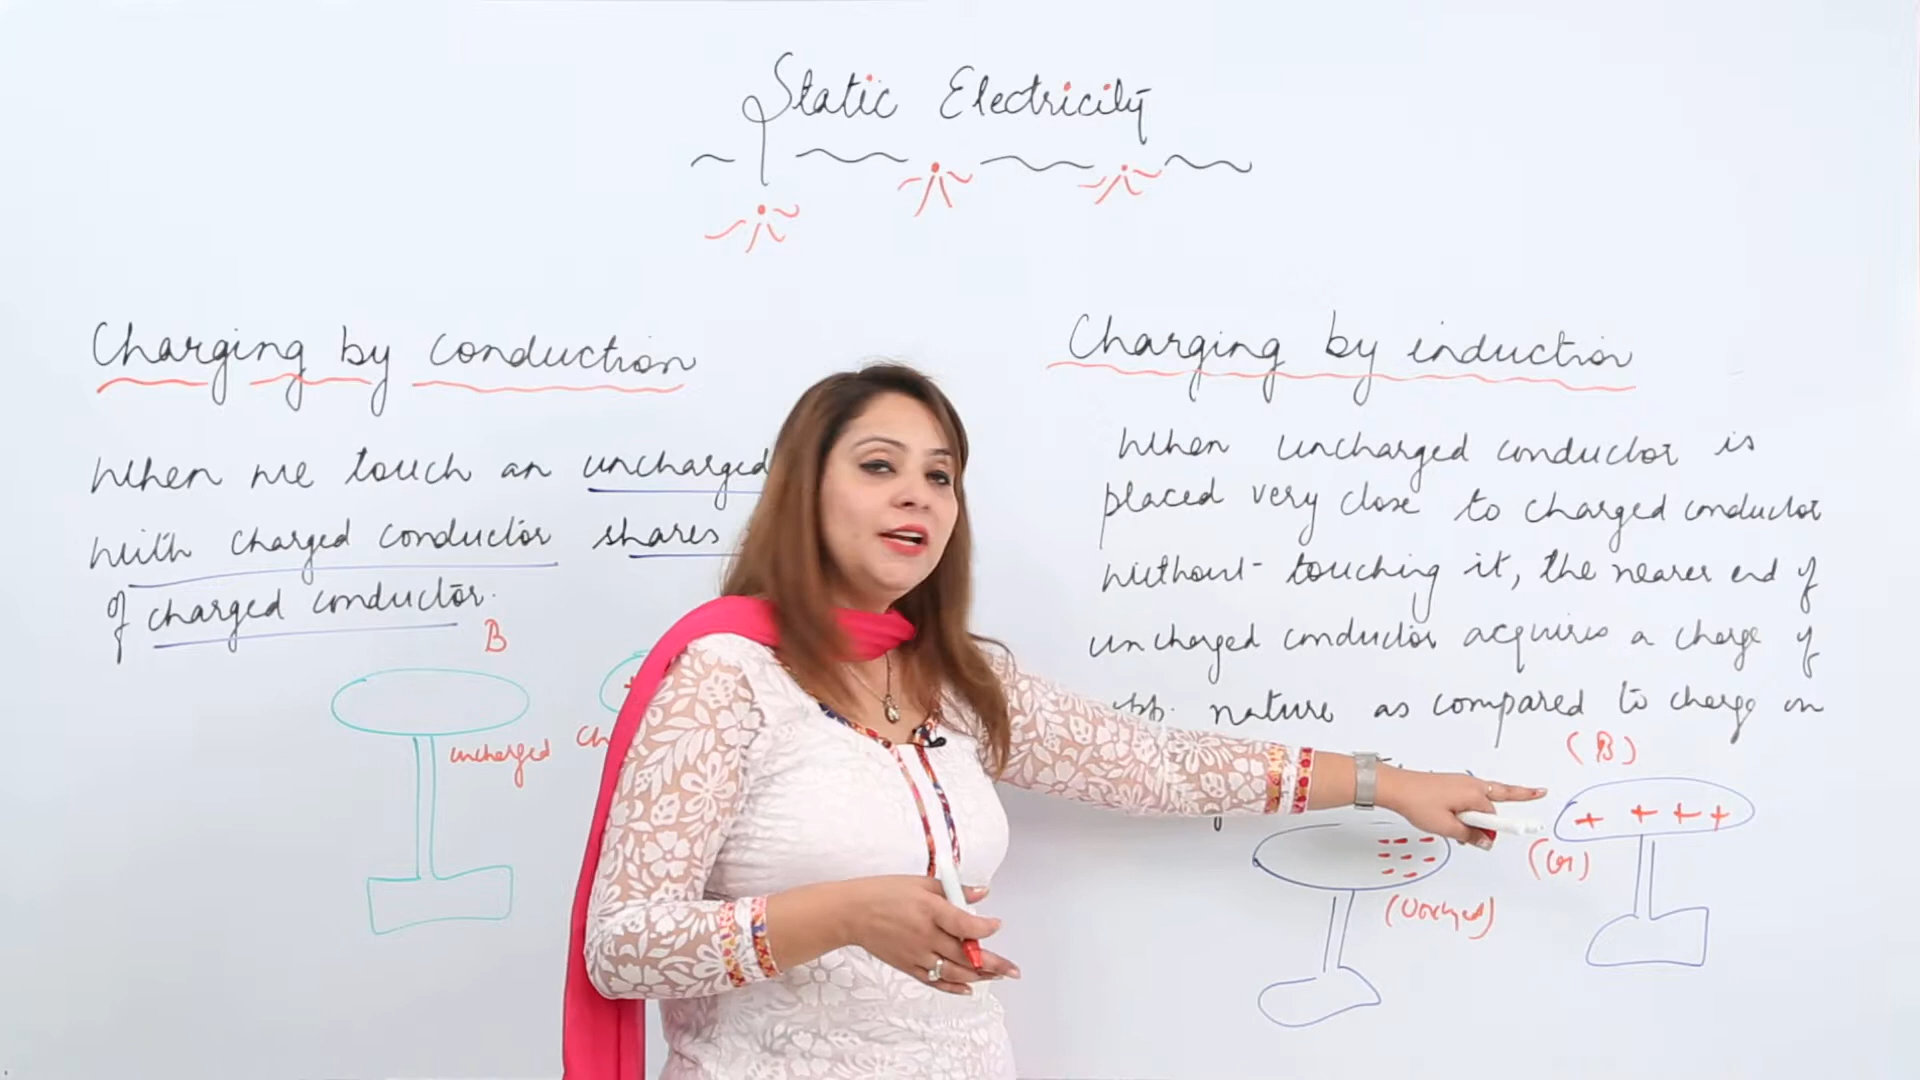 Static Electricity
Charging by conduction
When we touch an uncharged
with charged conductor shares
of charged conductor.
B
uncharged
Ch
Charging by induction
When uncharged conductor is
placed very close to charged conductor
without touching it, the nearer end of
uncharged conductor acquires a charge of
opp. nature as compared to charge on
(B)
+ + + +